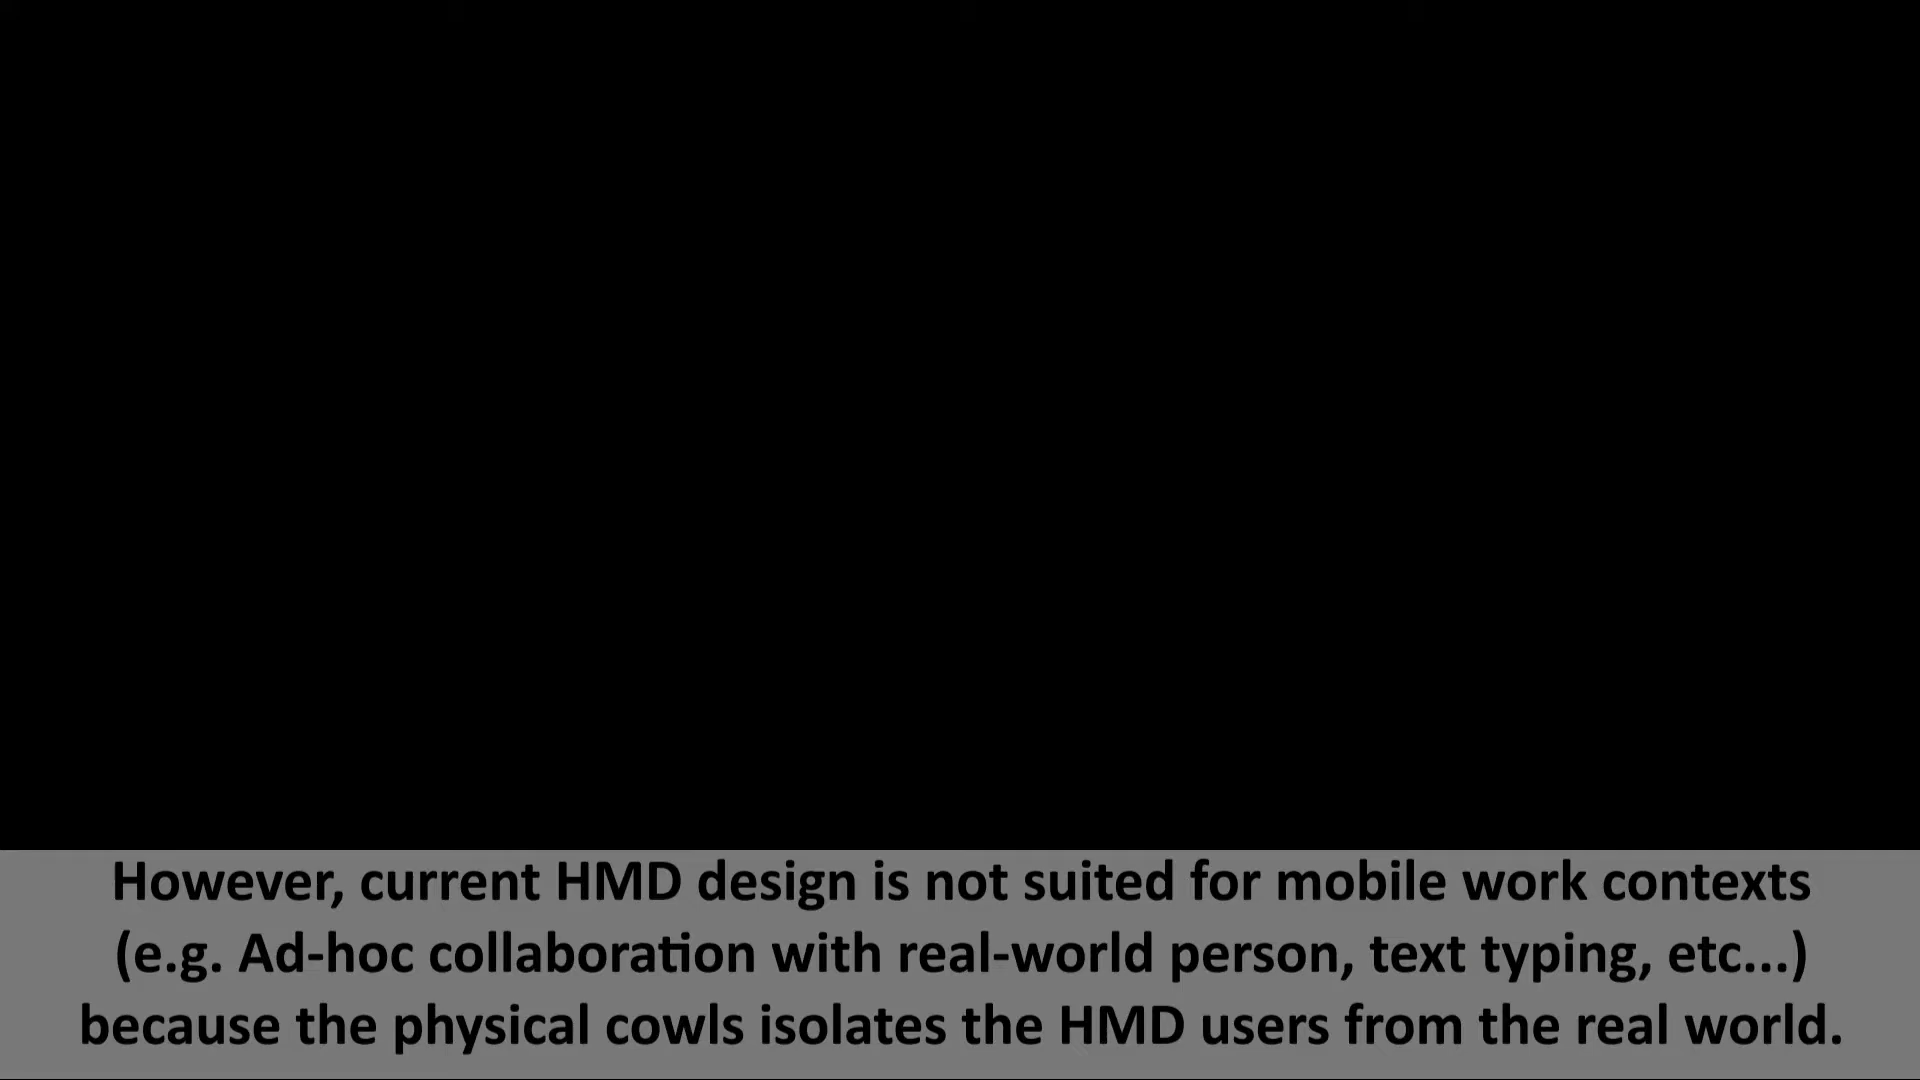 However, current HMD design is not suited for mobile work contexts
(e.g. Ad-hoc collaboration with real-world person, text typing, etc...)
because the physical cowls isolates the HMD users from the real world.